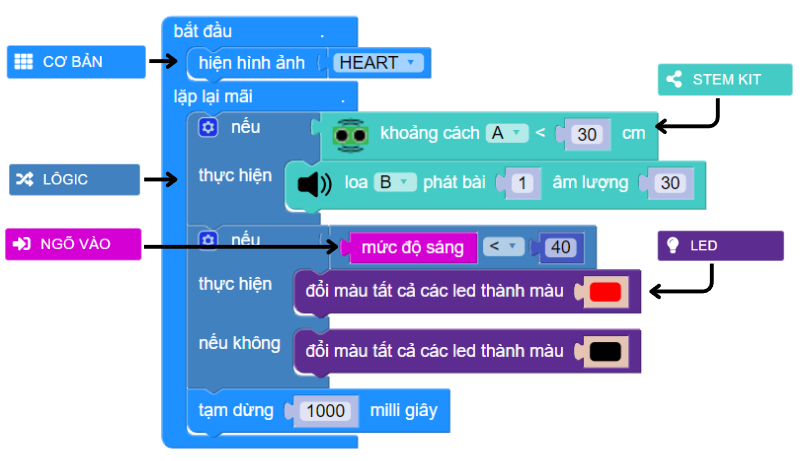 bắt đầu .
CƠ BẢN
hiện hình ảnh HEART
lặp lại mãi .
STEM KIT
nếu khoảng cách A < 30 cm
LÔGIC
thực hiện loa B phát bài 1 âm lượng 30
NGÕ VÀO
nếu mức độ sáng < 40
LED
thực hiện đổi màu tất cả các led thành màu
nếu không đổi màu tất cả các led thành màu
tạm dừng 1000 milli giây